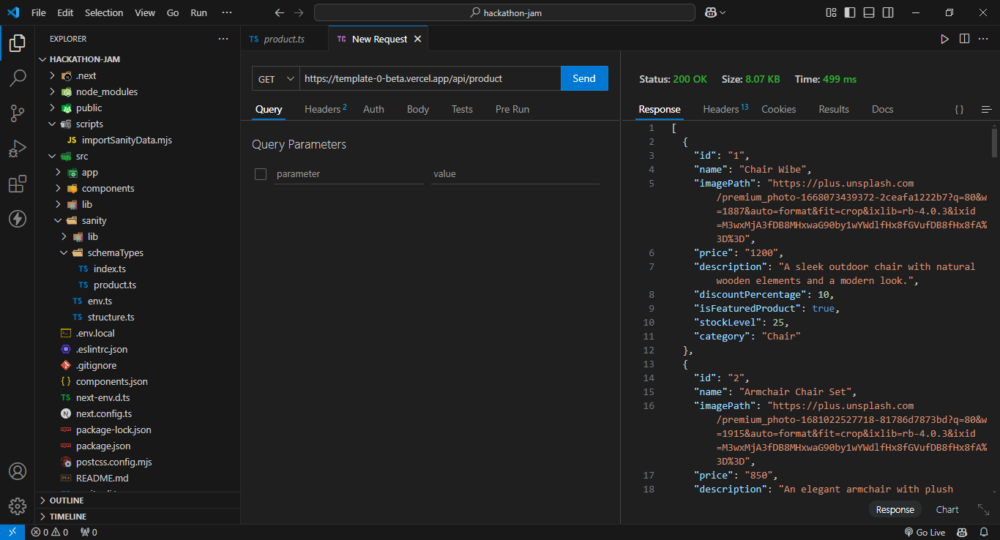 File Edit Selection View Go Run ··· hackathon-jam
EXPLORER
HACKATHON-JAM
.next
node_modules
public
scripts
JS importSanityData.mjs
src
app
components
lib
sanity
lib
schemaTypes
TS index.ts
TS product.ts
TS env.ts
TS structure.ts
.env.local
.eslintrc.json
.gitignore
{ } components.json
TS next-env.d.ts
N next.config.ts
package-lock.json
package.json
postcss.config.mjs
README.md
OUTLINE
TIMELINE
TS product.ts
TC New Request
GET https://template-0-beta.vercel.app/api/product Send
Query Headers 2 Auth Body Tests Pre Run
Query Parameters
parameter value
Status: 200 OK Size: 8.07 KB Time: 499 ms
Response Headers 13 Cookies Results Docs { }
1 [
2 {
3 "id": "1",
4 "name": "Chair Wibe",
5 "imagePath": "https://plus.unsplash.com
/premium_photo-1668073439372-2ceafa1222b7?q=80&w
=1887&auto=format&fit=crop&ixlib=rb-4.0.3&ixid
=M3wxMjA3fDB8MHxwaG90by1wYWdlfHx8fGVufDB8fHx8fA%
3D%3D",
6 "price": "1200",
7 "description": "A sleek outdoor chair with natural
wooden elements and a modern look.",
8 "discountPercentage": 10,
9 "isFeaturedProduct": true,
10 "stockLevel": 25,
11 "category": "Chair"
12 },
13 {
14 "id": "2",
15 "name": "Armchair Chair Set",
16 "imagePath": "https://plus.unsplash.com
/premium_photo-1681022527718-81786d7873bd?q=80&w
=1915&auto=format&fit=crop&ixlib=rb-4.0.3&ixid
=M3wxMjA3fDB8MHxwaG90by1wYWdlfHx8fGVufDB8fHx8fA%
3D%3D",
17 "price": "850",
18 "description": "An elegant armchair with plush
Response Chart
0 0 0 Go Live